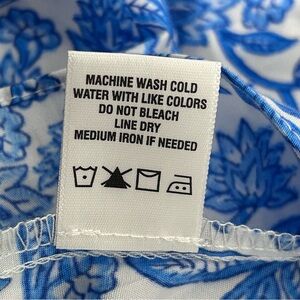 MACHINE WASH COLD
WATER WITH LIKE COLORS
DO NOT BLEACH
LINE DRY
MEDIUM IRON IF NEEDED